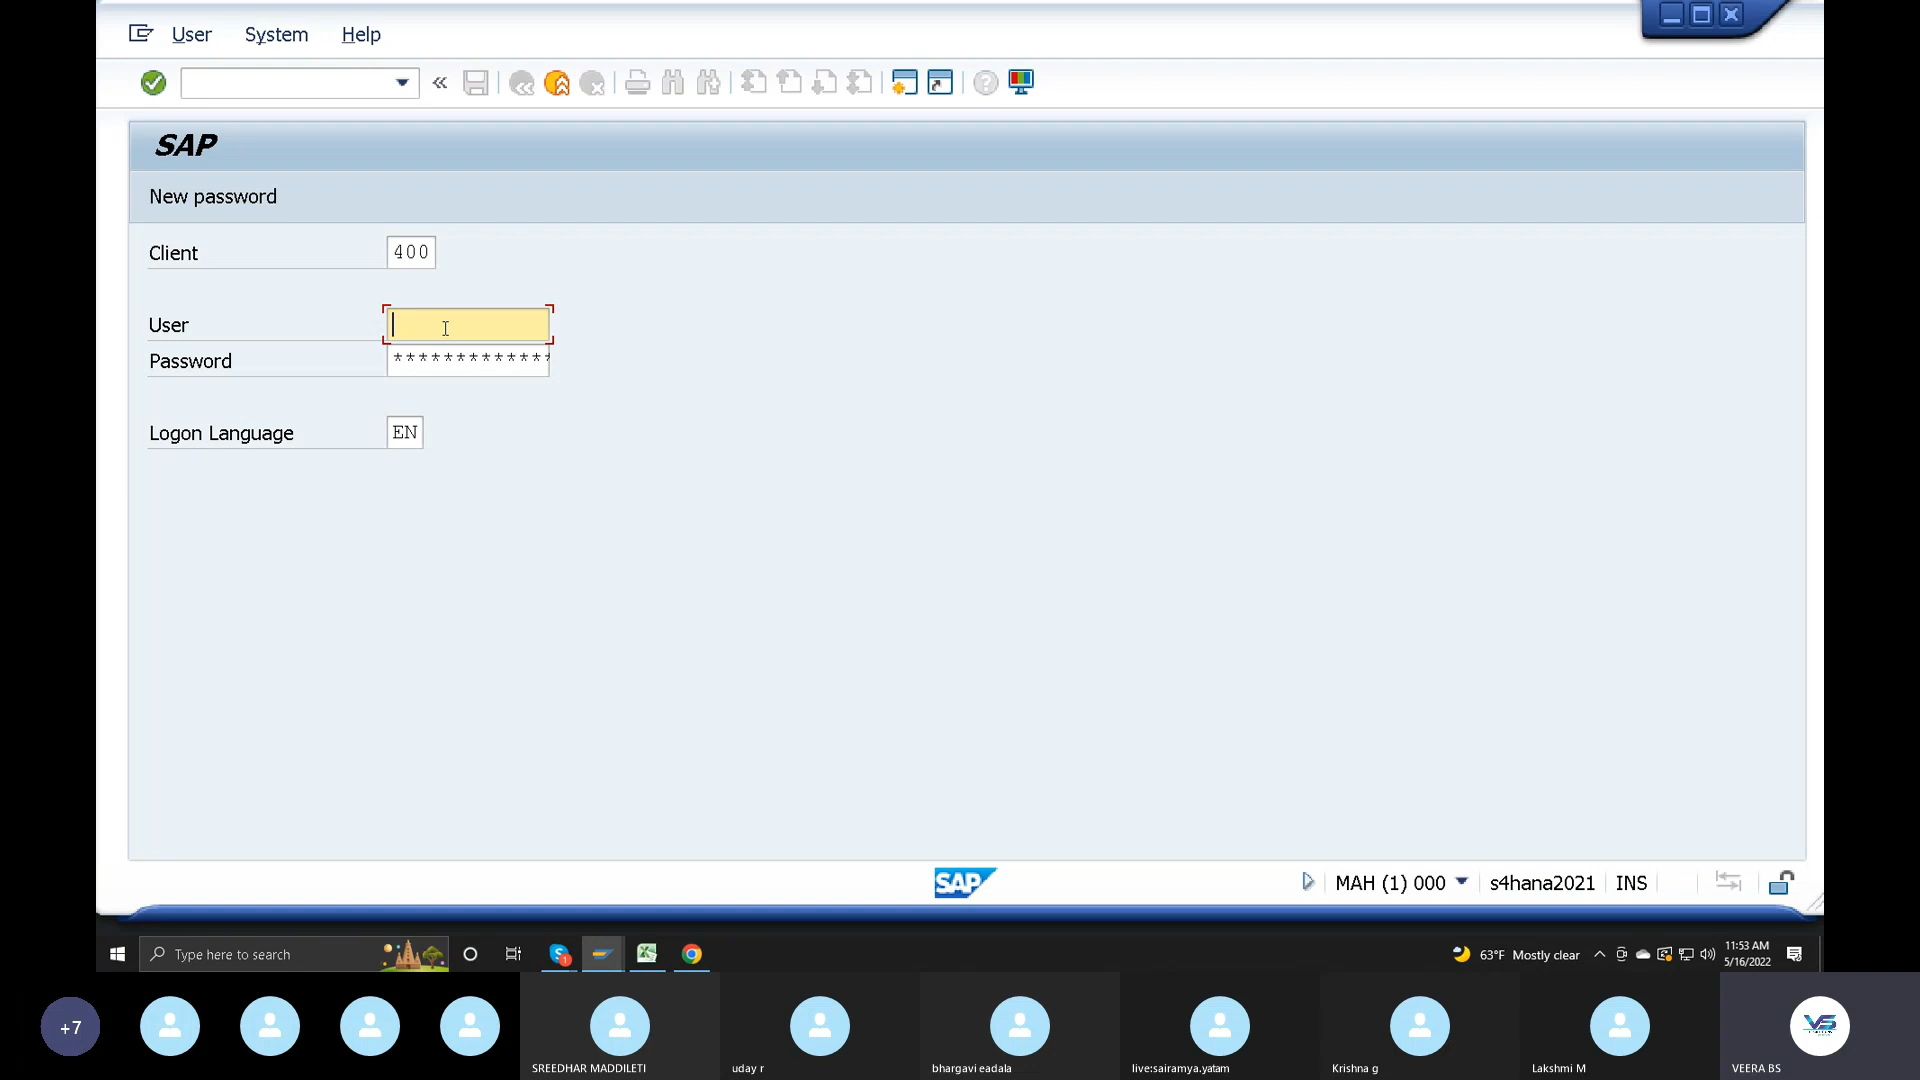 User System Help
SAP
New password
Client 400
User
Password *************
Logon Language EN
SAP MAH (1) 000 s4hana2021 INS
Type here to search 63°F Mostly clear 11:53 AM
5/16/2022
+7
SREEDHAR MADDILETI uday r bhargavi eadala live:sairamya.yatam Krishna g Lakshmi M VEERA BS